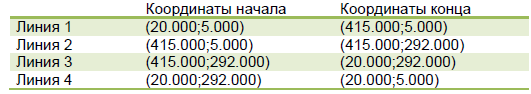 Координаты начала Координаты конца
Линия 1 (20.000;5.000) (415.000;5.000)
Линия 2 (415.000;5.000) (415.000;292.000)
Линия 3 (415.000;292.000) (20.000;292.000)
Линия 4 (20.000;292.000) (20.000;5.000)